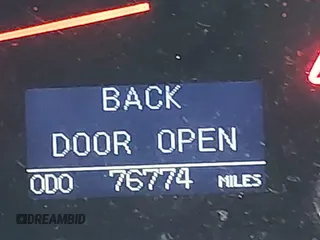 BACK
DOOR OPEN
ODO 76774 MILES
DREAMBID